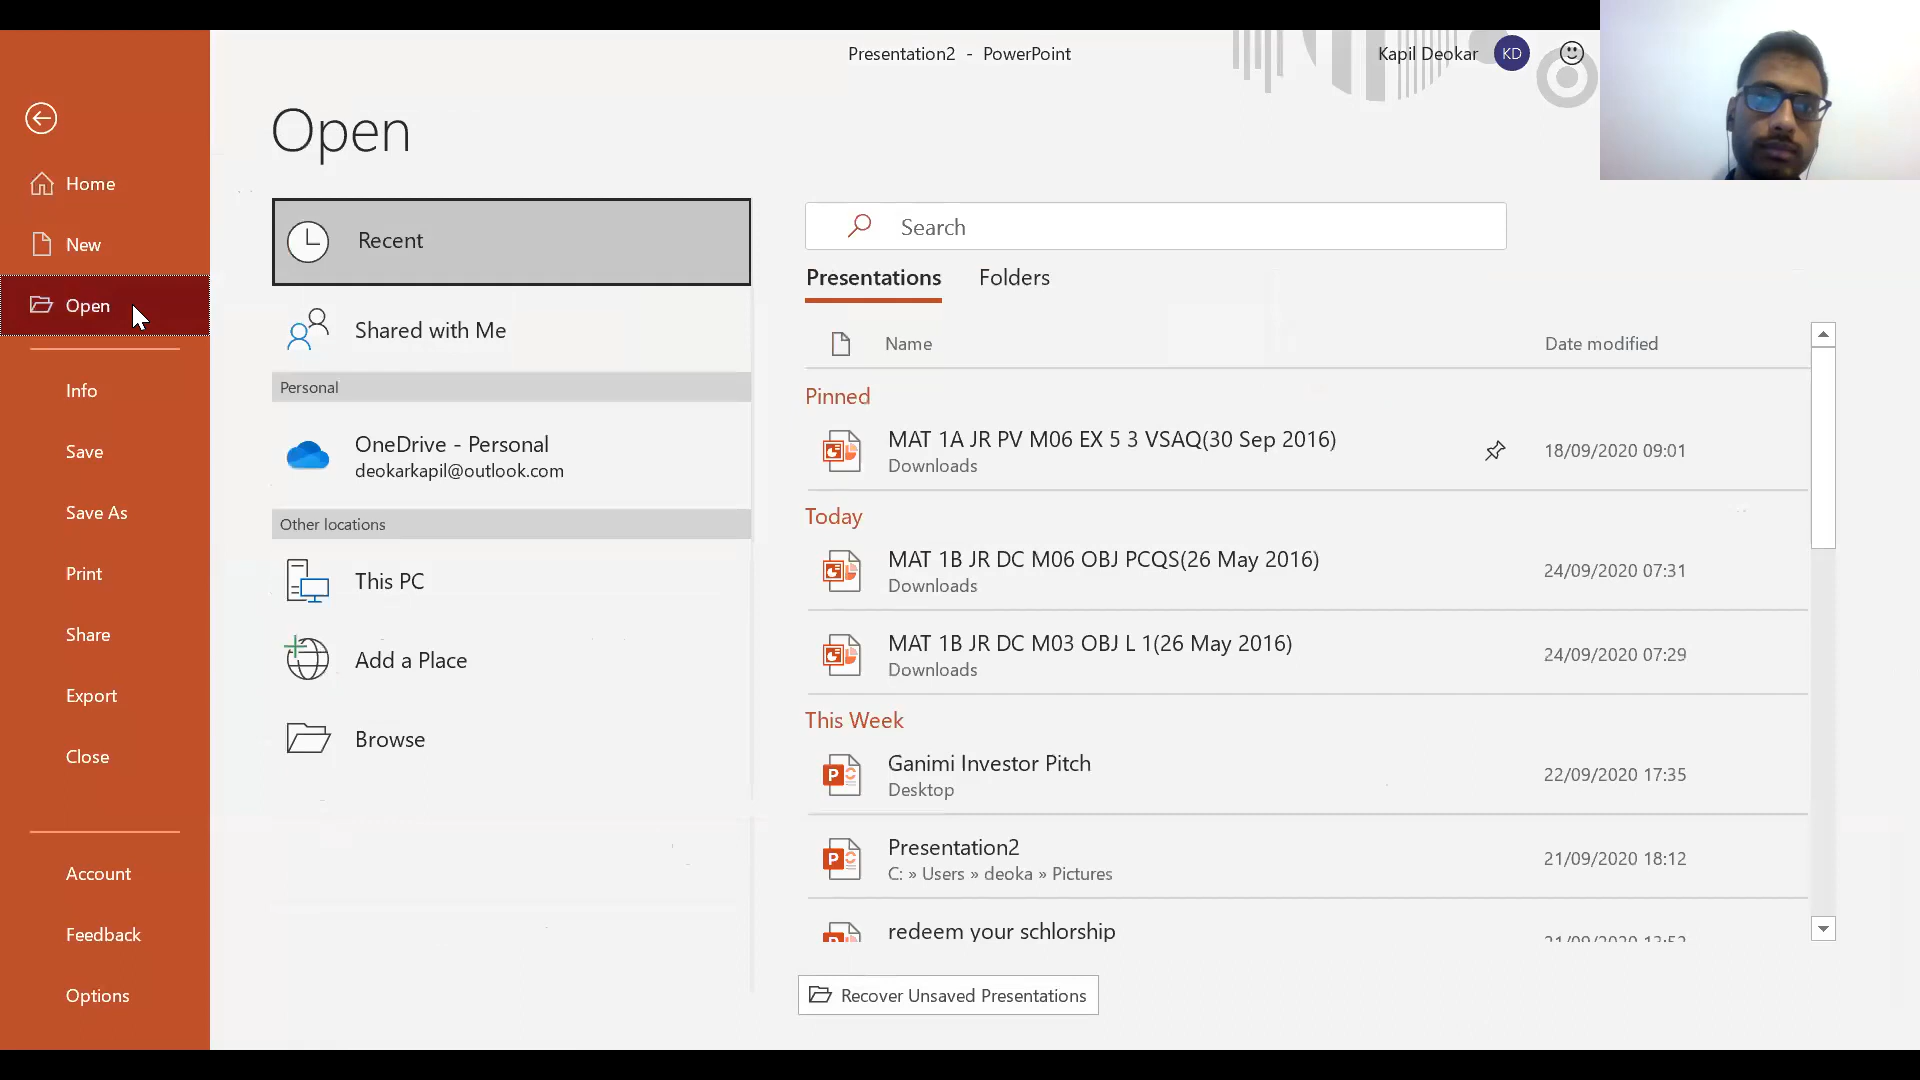 Presentation2 - PowerPoint
Kapil Deokar
KD
Open
Home
New
Open
Info
Save
Save As
Print
Share
Export
Close
Account
Feedback
Options
Recent
Shared with Me
Personal
OneDrive - Personal
deokarkapil@outlook.com
Other locations
This PC
Add a Place
Browse
Search
Presentations Folders
Name Date modified
Pinned
MAT 1A JR PV M06 EX 5 3 VSAQ(30 Sep 2016)
Downloads
18/09/2020 09:01
Today
MAT 1B JR DC M06 OBJ PCQS(26 May 2016)
Downloads
24/09/2020 07:31
MAT 1B JR DC M03 OBJ L 1(26 May 2016)
Downloads
24/09/2020 07:29
This Week
Ganimi Investor Pitch
Desktop
22/09/2020 17:35
Presentation2
C: » Users » deoka » Pictures
21/09/2020 18:12
redeem your schlorship
Recover Unsaved Presentations